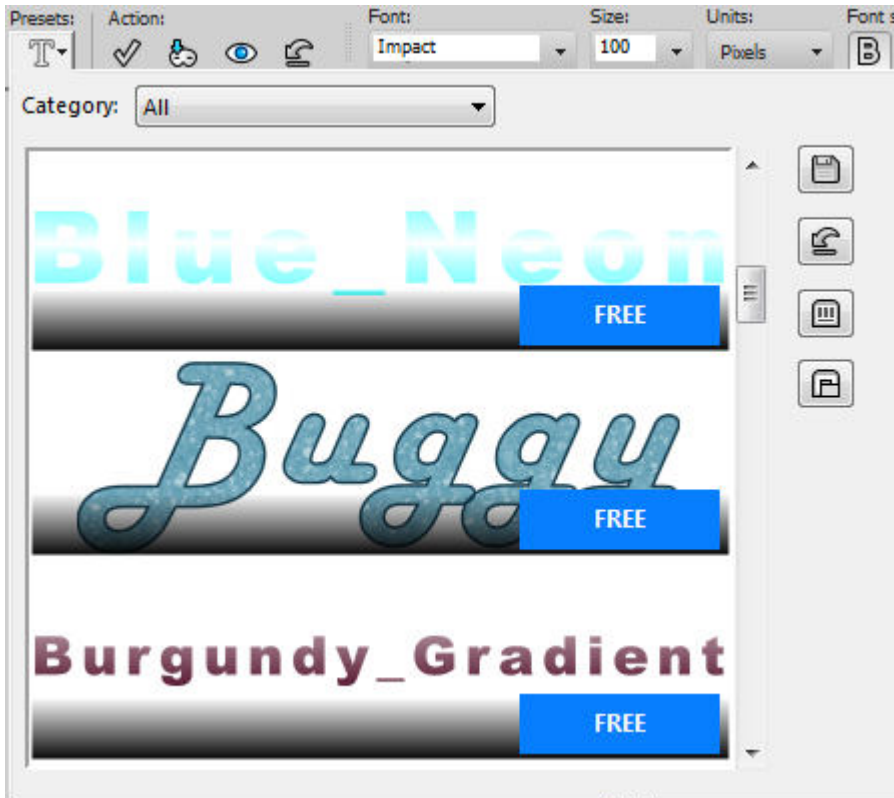 Presets: Action: Font: Size: Units: Font s
Impact 100 Pixels B
Category: All
Blue_Neon
FREE
Buggy
FREE
Burgundy_Gradient
FREE